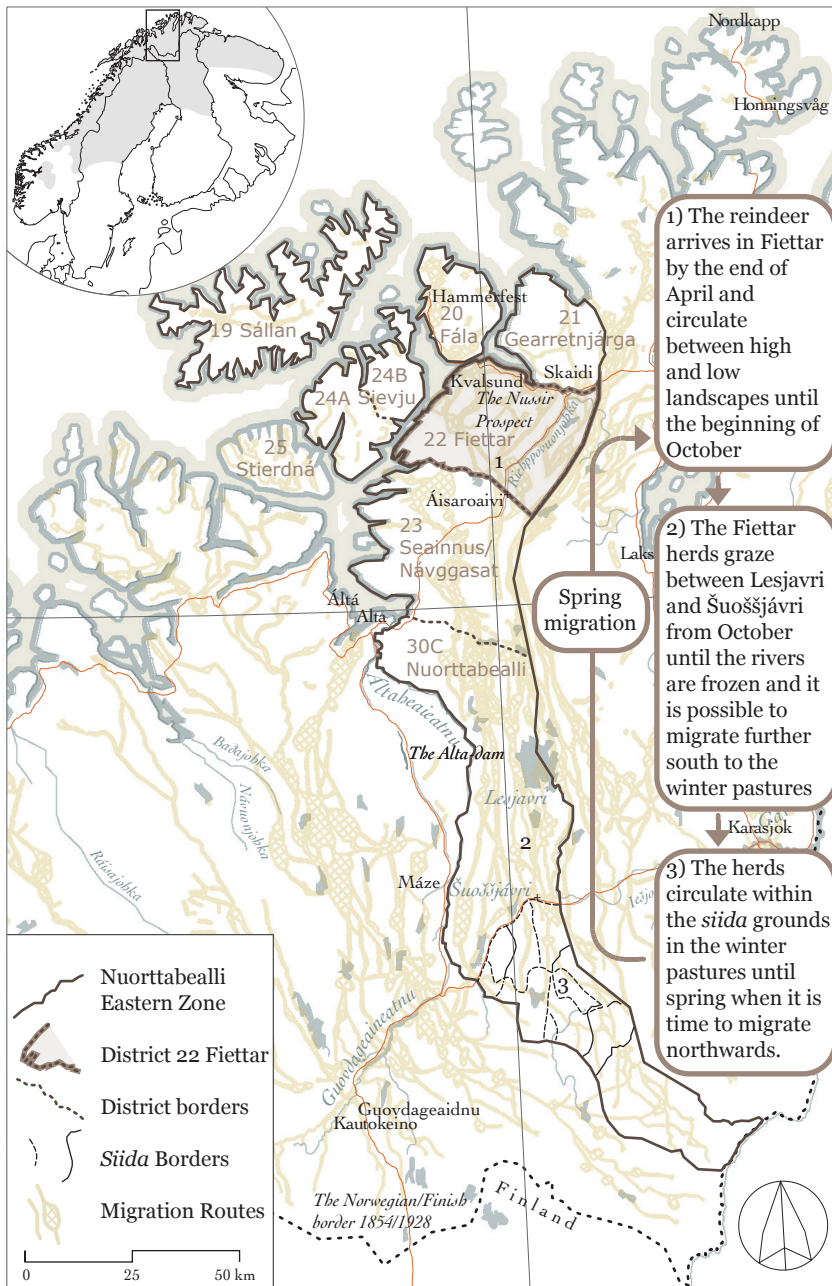 Nordkapp
Honningsvåg
1) The reindeer
arrives in Fiettar
by the end of
April and
circulate
between high
and low
landscapes until
the beginning of
October
Hammerfest
20
Fála
21
Gearretnjárga
19 Sállan
Skaidi
Kvalsund
The Nussir
Prospect
24B
Sievju
24A
22 Fiettar
25
Stierdná
1
Áisaroaivi
23
Seainnus/
Návggasat
2) The Fiettar
herds graze
between Lesjavri
and Šuoššjávri
from October
until the rivers
are frozen and it
is possible to
migrate further
south to the
winter pastures
Laks
Spring
migration
Áltá
Alta
30C
Nuorttabealli
Áltaheaieatnu
Bađajohka
Návuonjohka
Ráisajohka
The Alta-dam
Lesjavri
2
Karasjok
Máze
Šuoššjávri
3) The herds
circulate within
the siida grounds
in the winter
pastures until
spring when it is
time to migrate
northwards.
3
Guovdageaineatnu
Guovdageaidnu
Kautokeino
The Norwegian/Finish
border 1854/1928
Finland
Nuorttabealli
Eastern Zone
District 22 Fiettar
District borders
Siida Borders
Migration Routes
0 25 50 km